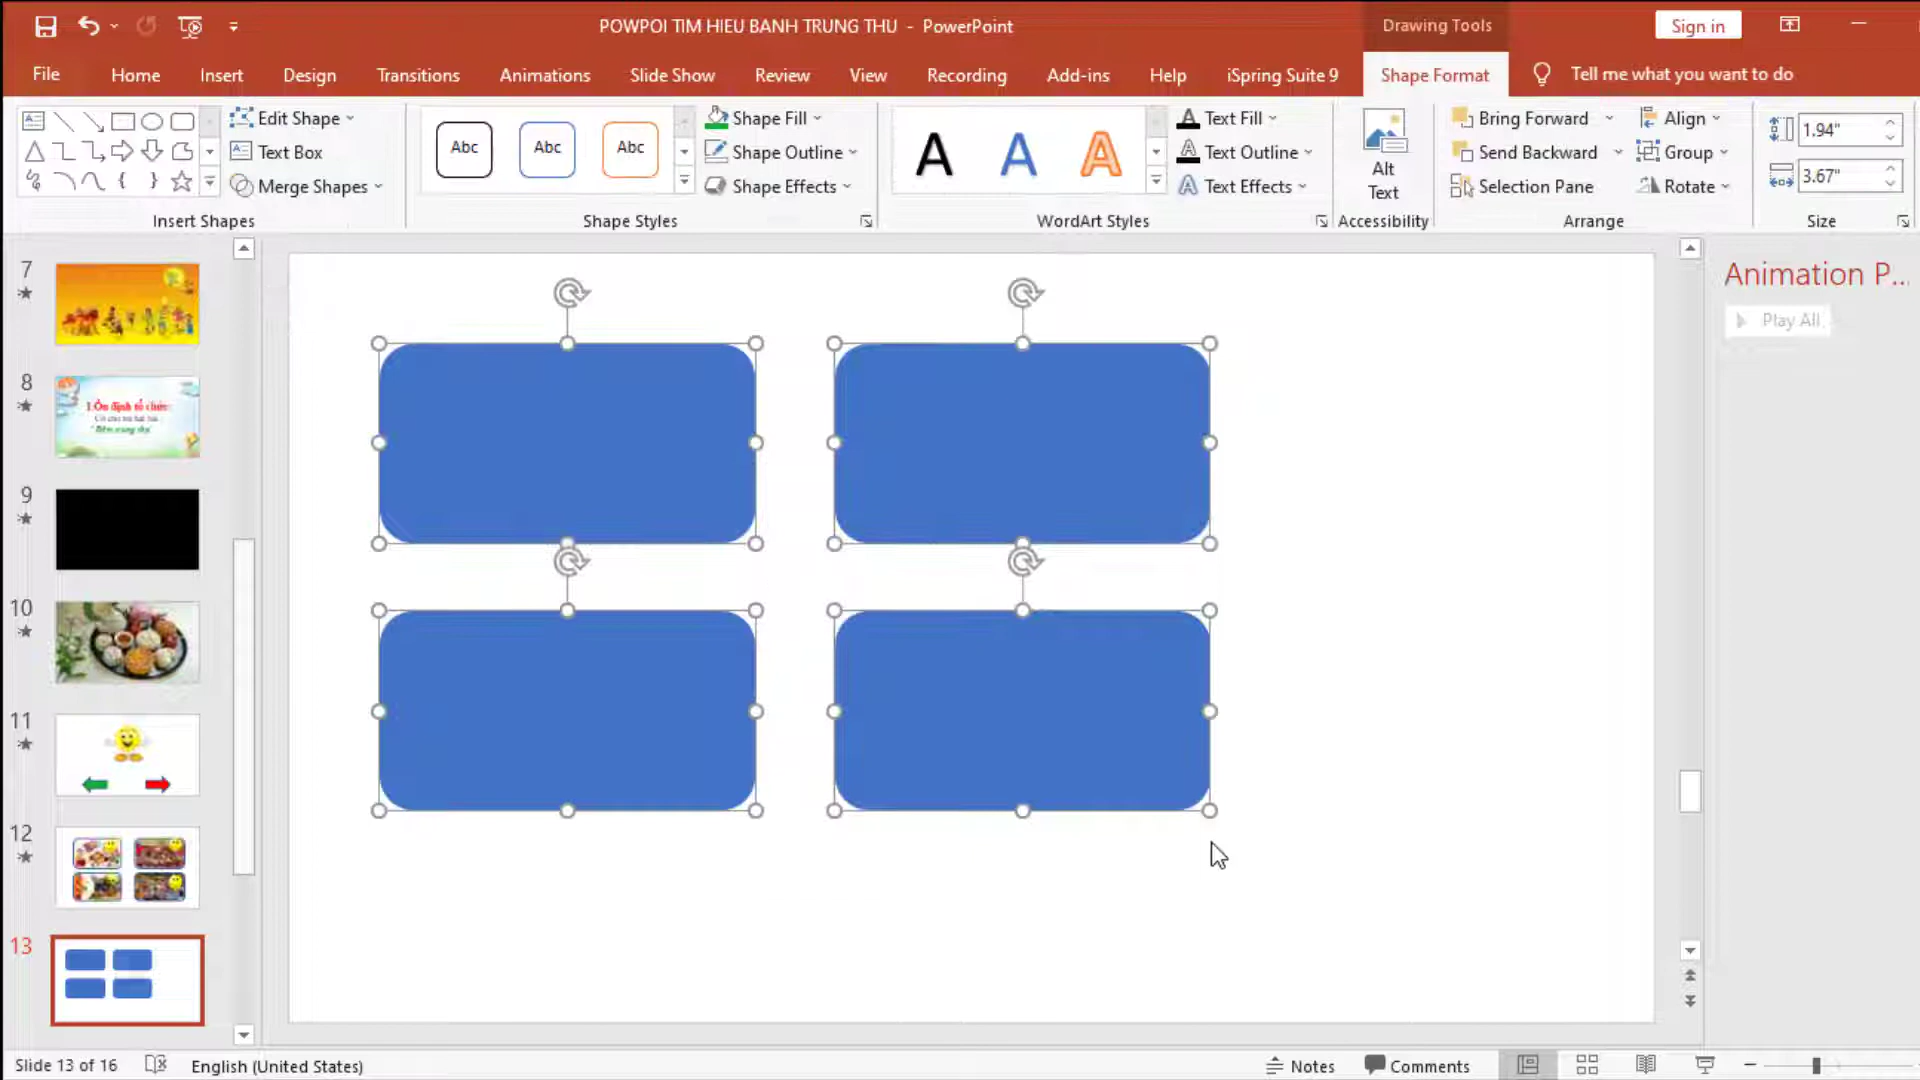 POWPOI TIM HIEU BANH TRUNG THU - PowerPoint
Drawing Tools
Sign in
File
Home
Insert
Design
Transitions
Animations
Slide Show
Review
View
Recording
Add-ins
Help
iSpring Suite 9
Shape Format
Tell me what you want to do
Edit Shape
Text Box
Merge Shapes
Insert Shapes
Abc
Abc
Abc
Shape Fill
Shape Outline
Shape Effects
Shape Styles
A
A
A
Text Fill
Text Outline
Text Effects
WordArt Styles
Alt
Text
Accessibility
Bring Forward
Send Backward
Selection Pane
Align
Group
Rotate
Arrange
1.94"
3.67"
Size
7
8
1.Ổn định tổ chức:
9
10
11
12
13
Animation P...
Play All
Slide 13 of 16
English (United States)
Notes
Comments